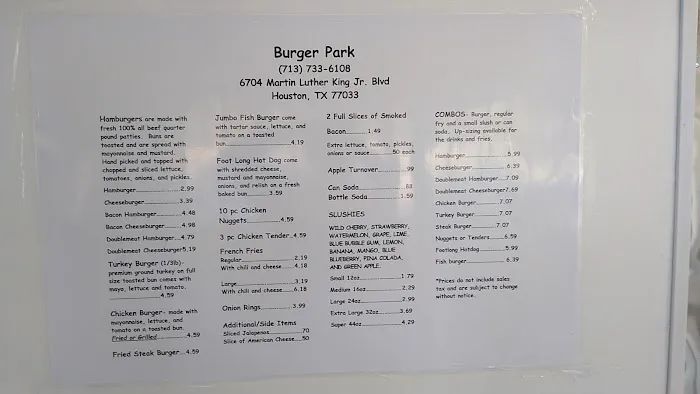 Burger Park
(713) 733-6108
6704 Martin Luther King Jr. Blvd
Houston, TX 77033
Hamburgers are made with
fresh 100% all beef quarter
pound patties. Buns are
toasted and are spread with
mayonnaise and mustard.
Hand picked and topped with
chopped and sliced lettuce,
tomatoes, onions, and pickles.
Hamburger 2.99
Cheeseburger 3.39
Bacon Hamburger 4.48
Bacon Cheeseburger 4.98
Doublemeat Hamburger 4.79
Doublemeat Cheeseburger 5.19
Turkey Burger (1/3lb)-
premium ground turkey on full
size toasted bun comes with
mayo, lettuce and tomato.
4.59
Chicken Burger- made with
mayonnaise, lettuce, and
tomato on a toasted bun.
Fried or Grilled 4.59
Fried Steak Burger 4.59
Jumbo Fish Burger come
with tartar sauce, lettuce, and
tomato on a toasted
bun 4.19
Foot Long Hot Dog come
with shredded cheese,
mustard and mayonnaise,
onions, and relish on a fresh
baked bun 3.59
10 pc Chicken
Nuggets 4.59
3 pc Chicken Tender 4.59
French Fries
Regular 2.19
With chili and cheese 4.18
Large 3.19
With chili and cheese 6.18
Onion Rings 3.99
Additional/Side Items
Sliced Jalapenos .70
Slice of American Cheese .50
2 Full Slices of Smoked
Bacon 1.49
Extra lettuce, tomato, pickles,
onions or sauce .50 each
Apple Turnover .99
Can Soda .88
Bottle Soda 1.59
SLUSHIES
WILD CHERRY, STRAWBERRY,
WATERMELON, GRAPE, LIME,
BLUE BUBBLE GUM, LEMON,
BANANA, MANGO, BLUE
BLUEBERRY, PINA COLADA,
AND GREEN APPLE.
Small 12oz 1.79
Medium 16oz 2.29
Large 24oz 2.99
Extra Large 32oz 3.69
Super 44oz 4.29
COMBOS- Burger, regular
fry and a small slush or can
soda. Up-sizing available for
the drinks and fries.
Hamburger 5.99
Cheeseburger 6.39
Doublemeat Hamburger 7.09
Doublemeat Cheeseburger 7.69
Chicken Burger 7.07
Turkey Burger 7.07
Steak Burger 7.07
Nuggets or Tenders 6.59
Footlong Hotdog 5.99
Fish burger 6.39
*Prices do not include sales
tax and are subject to change
without notice.